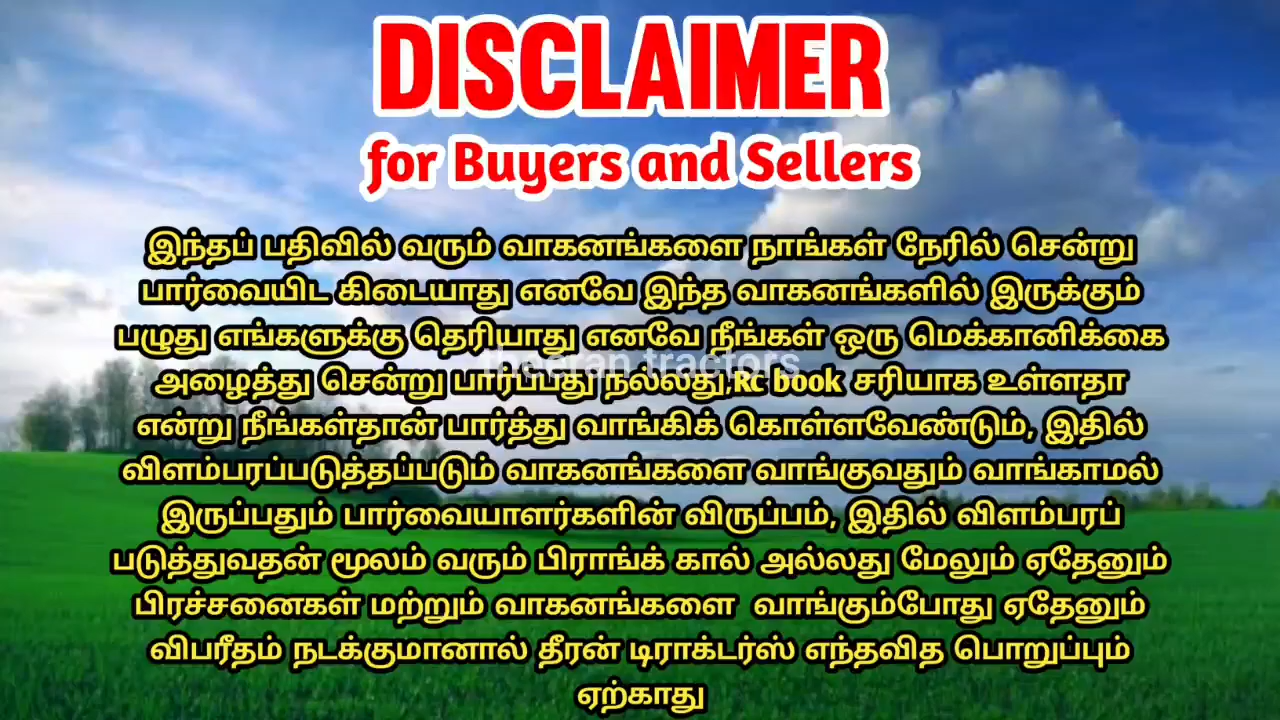 DISCLAIMER
for Buyers and Sellers
இந்தப் பதிவில் வரும் வாகனங்களை நாங்கள் நேரில் சென்று
பார்வையிட கிடையாது எனவே இந்த வாகனங்களில் இருக்கும்
பழுது எங்களுக்கு தெரியாது எனவே நீங்கள் ஒரு மெக்கானிக்கை
theeran tractors
அழைத்து சென்று பார்ப்பது நல்லது,Rc book சரியாக உள்ளதா
என்று நீங்கள்தான் பார்த்து வாங்கிக் கொள்ளவேண்டும், இதில்
விளம்பரப்படுத்தப்படும் வாகனங்களை வாங்குவதும் வாங்காமல்
இருப்பதும் பார்வையாளர்களின் விருப்பம், இதில் விளம்பரப்
படுத்துவதன் மூலம் வரும் பிராங்க் கால் அல்லது மேலும் ஏதேனும்
பிரச்சனைகள் மற்றும் வாகனங்களை வாங்கும்போது ஏதேனும்
விபரீதம் நடக்குமானால் தீரன் டிராக்டர்ஸ் எந்தவித பொறுப்பும்
ஏற்காது